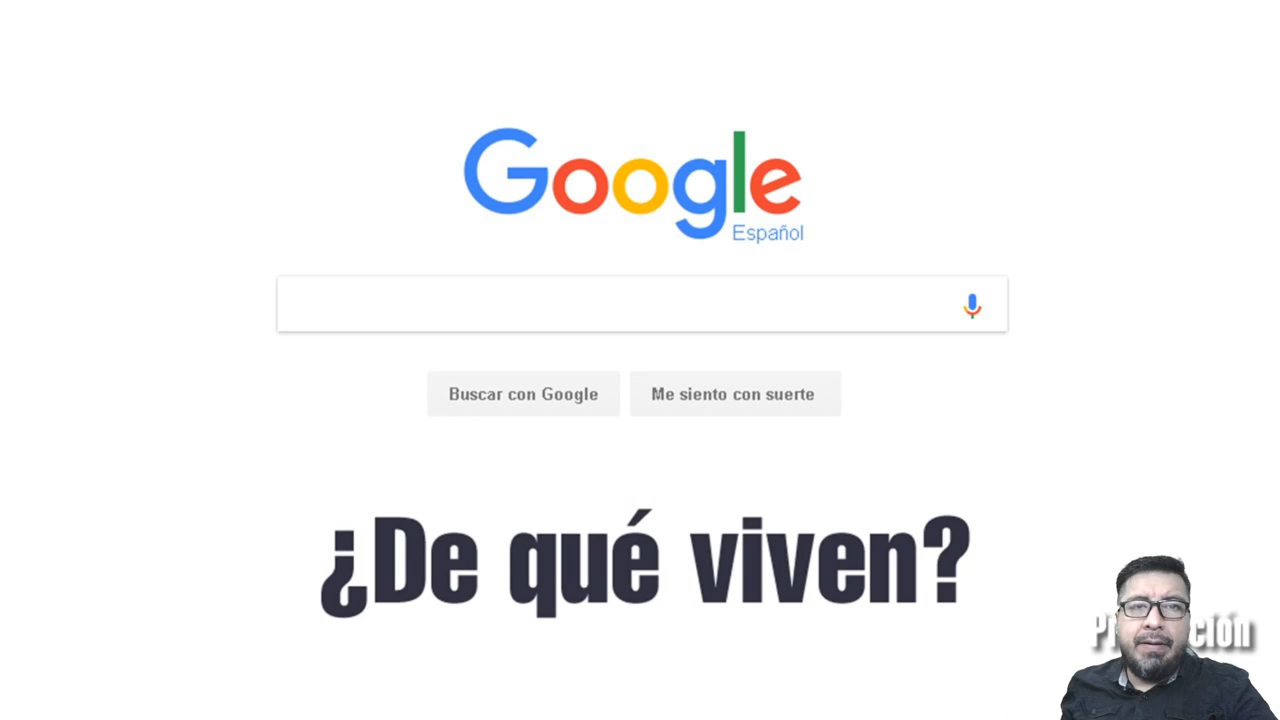 Google
Español
Buscar con Google
Me siento con suerte
¿De qué viven?